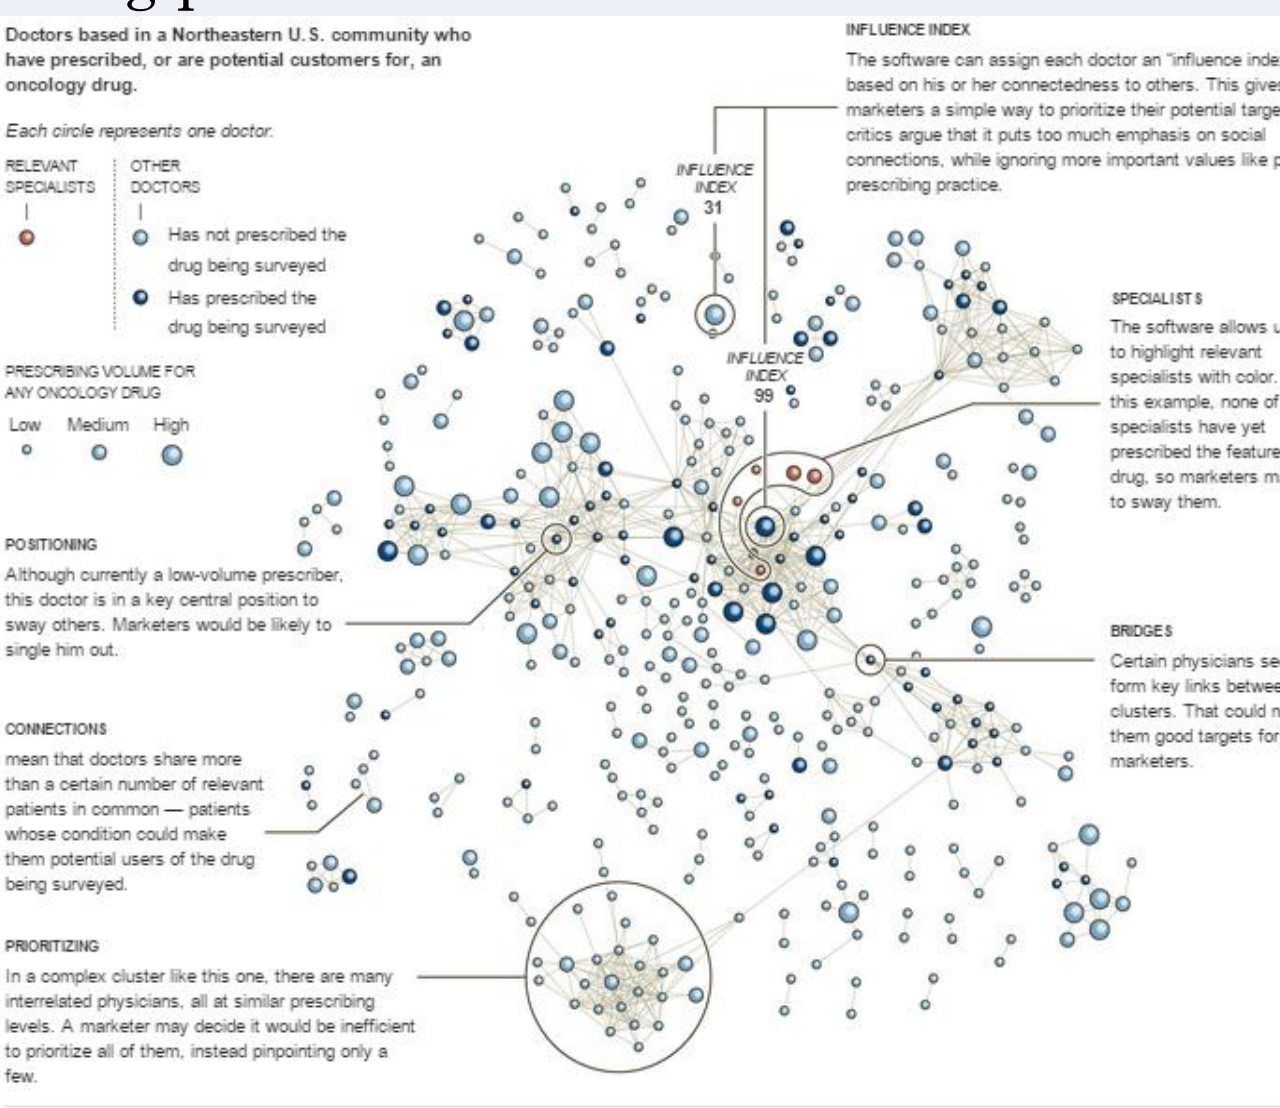 Doctors based in a Northeastern U.S. community who
have prescribed, or are potential customers for, an
oncology drug.
Each circle represents one doctor.
RELEVANT
SPECIALISTS
OTHER
DOCTORS
Has not prescribed the
drug being surveyed
Has prescribed the
drug being surveyed
PRESCRIBING VOLUME FOR
ANY ONCOLOGY DRUG
Low Medium High
INFLUENCE INDEX
The software can assign each doctor an "influence inde
based on his or her connectedness to others. This gives
marketers a simple way to prioritize their potential targe
critics argue that it puts too much emphasis on social
connections, while ignoring more important values like p
prescribing practice.
INFLUENCE
INDEX
31
INFLUENCE
INDEX
99
SPECIALISTS
The software allows u
to highlight relevant
specialists with color.
this example, none of
specialists have yet
prescribed the feature
drug, so marketers m
to sway them.
POSITIONING
Although currently a low-volume prescriber,
this doctor is in a key central position to
sway others. Marketers would be likely to
single him out.
BRIDGES
Certain physicians se
form key links betwee
clusters. That could m
them good targets for
marketers.
CONNECTIONS
mean that doctors share more
than a certain number of relevant
patients in common — patients
whose condition could make
them potential users of the drug
being surveyed.
PRIORITIZING
In a complex cluster like this one, there are many
interrelated physicians, all at similar prescribing
levels. A marketer may decide it would be inefficient
to prioritize all of them, instead pinpointing only a
few.